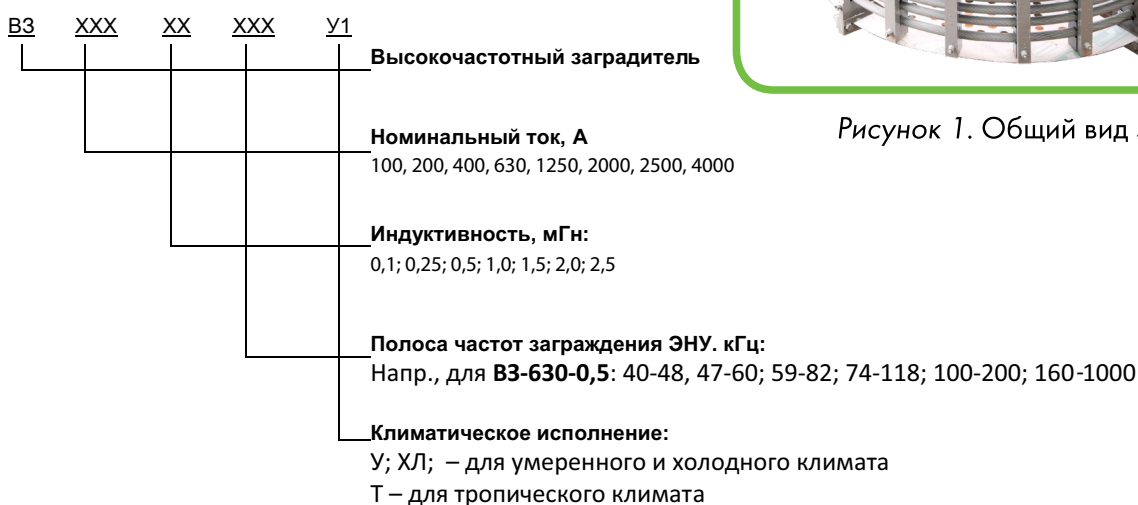 ВЗ ХХХ ХХ ХХХ У1
Высокочастотный заградитель
Рисунок 1. Общий вид
Номинальный ток, А
100, 200, 400, 630, 1250, 2000, 2500, 4000
Индуктивность, мГн:
0,1; 0,25; 0,5; 1,0; 1,5; 2,0; 2,5
Полоса частот заграждения ЭНУ. кГц:
Напр., для ВЗ-630-0,5: 40-48, 47-60; 59-82; 74-118; 100-200; 160-1000
Климатическое исполнение:
У; ХЛ; – для умеренного и холодного климата
Т – для тропического климата